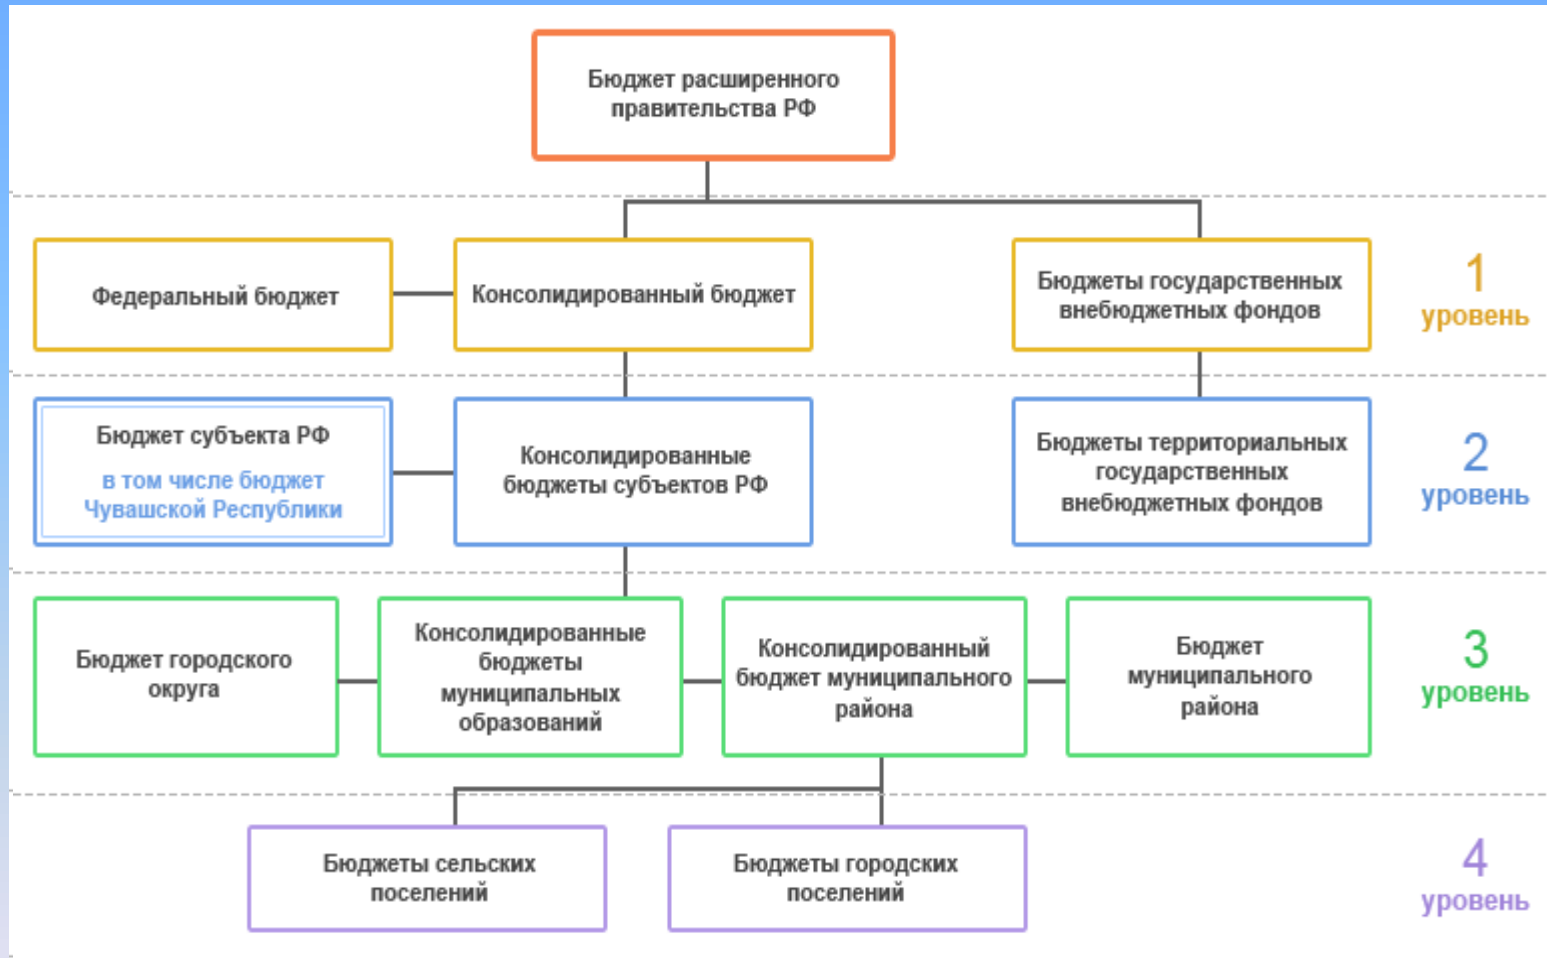 Бюджет расширенного
правительства РФ
Федеральный бюджет
Консолидированный бюджет
Бюджеты государственных
внебюджетных фондов
1
уровень
Бюджет субъекта РФ
в том числе бюджет
Чувашской Республики
Консолидированные
бюджеты субъектов РФ
Бюджеты территориальных
государственных
внебюджетных фондов
2
уровень
Бюджет городского
округа
Консолидированные
бюджеты
муниципальных
образований
Консолидированный
бюджет муниципального
района
Бюджет
муниципального
района
3
уровень
Бюджеты сельских
поселений
Бюджеты городских
поселений
4
уровень